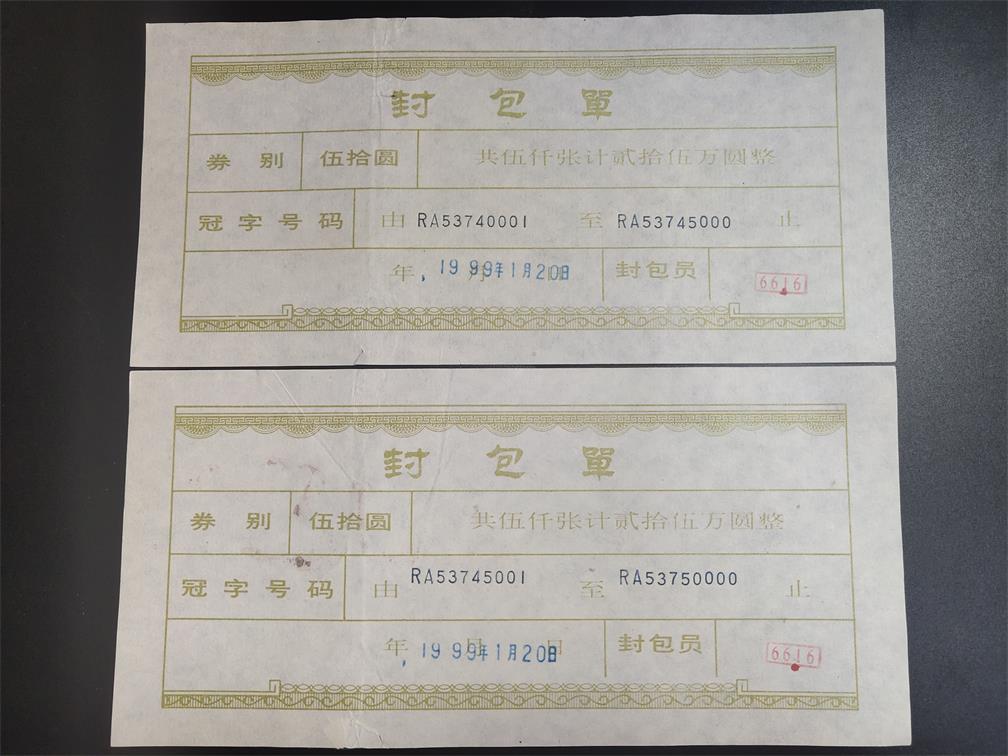 封包單
券别 伍拾圆 共伍仟张计贰拾伍万圆整
冠字号码 由 RA53740001 至 RA53745000 止
年 月 日 1999年1月20日 封包员 6616
封包單
券别 伍拾圆 共伍仟张计贰拾伍万圆整
冠字号码 由 RA53745001 至 RA53750000 止
年 月 日 1999年1月20日 封包员 6616